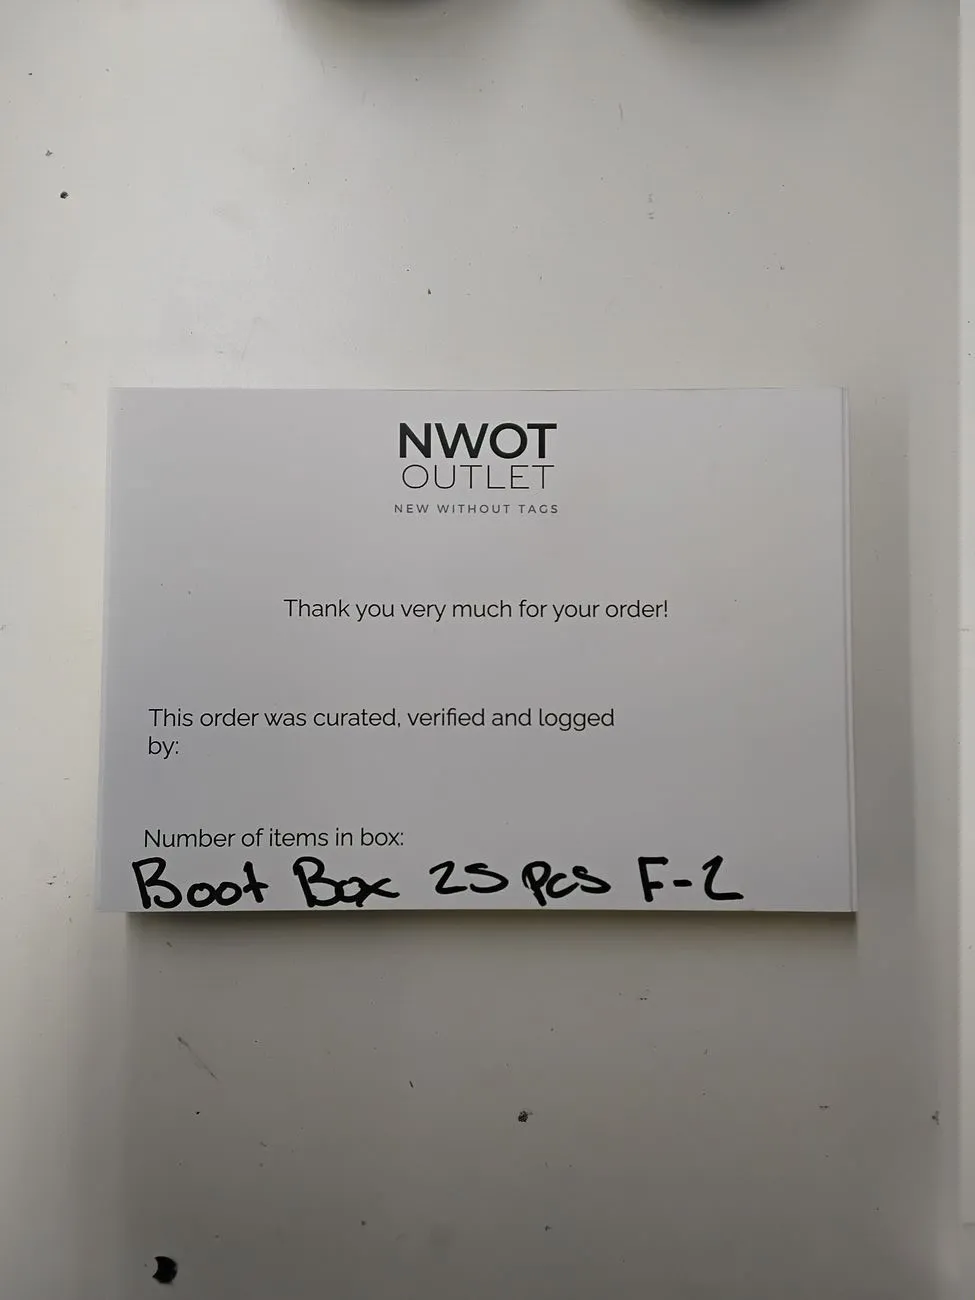 NWOT
OUTLET
NEW WITHOUT TAGS
Thank you very much for your order!
This order was curated, verified and logged
by:
Number of items in box:
Boot Box 25 pcs F-2